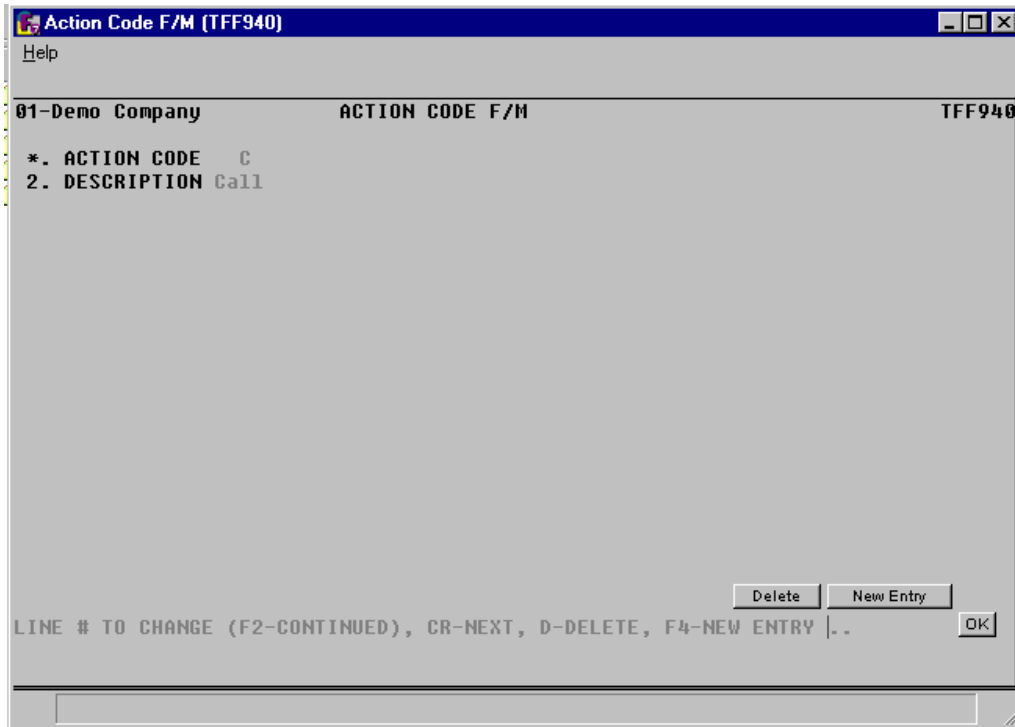 Action Code F/M (TFF940)
Help
01-Demo Company ACTION CODE F/M TFF940
*. ACTION CODE C
2. DESCRIPTION Call
Delete New Entry
LINE # TO CHANGE (F2-CONTINUED), CR-NEXT, D-DELETE, F4-NEW ENTRY .. OK